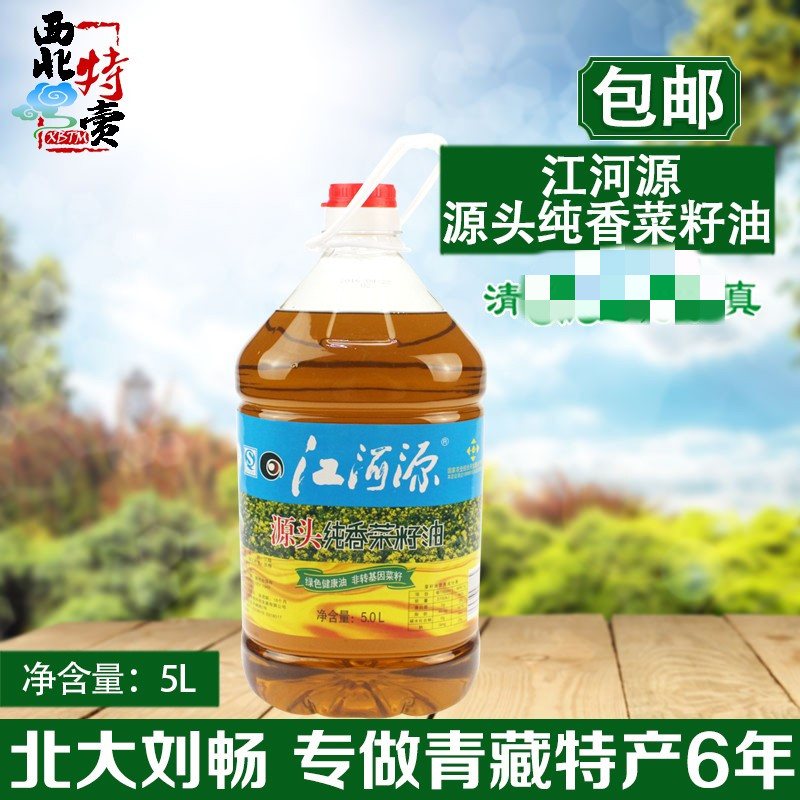 西北
特卖
XBTM
包邮
江河源
源头纯香菜籽油
清
真
江河源®
源头纯香菜籽油
绿色健康油 非转基因菜籽
净含量: 5.0L
净含量：5L
北大刘畅 专做青藏特产6年